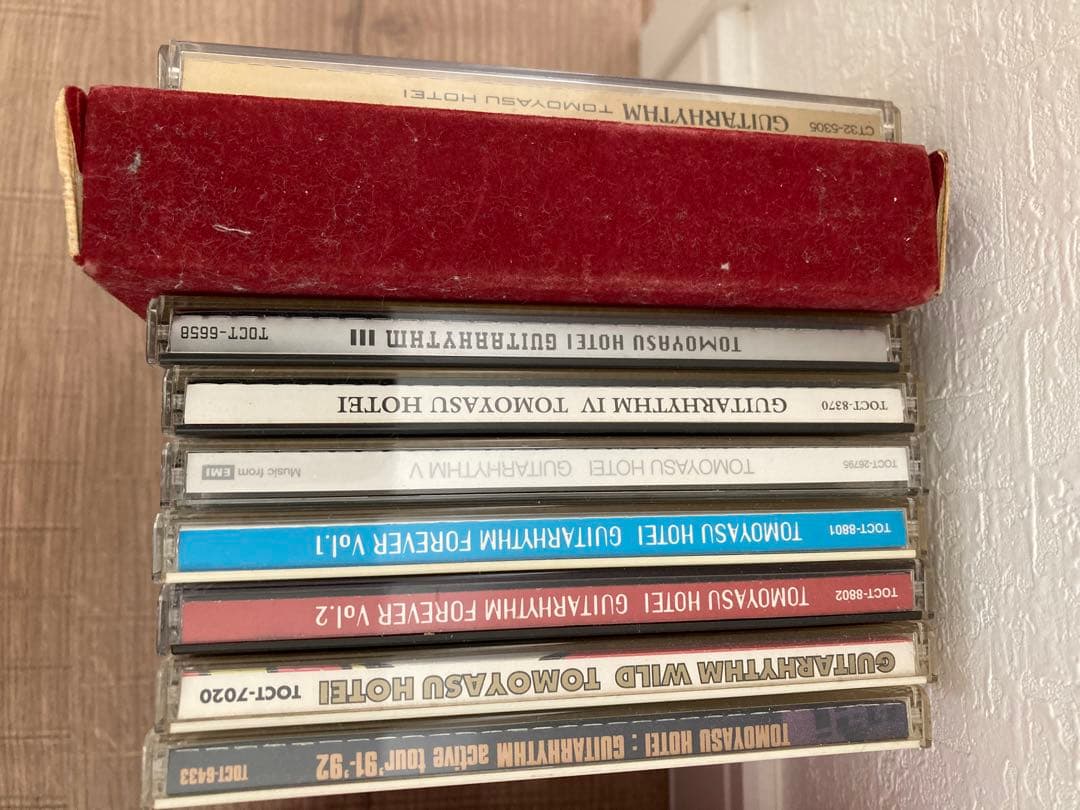 CT32-5305 GUITARHYTHM TOMOYASU HOTEI
TOMOYASU HOTEI GUITARHYTHM III TOCT-6658
TOCT-8370 GUITARHYTHM IV TOMOYASU HOTEI
TOCT-26795 TOMOYASU HOTEI GUITARHYTHM V Music from EMI
TOCT-8801 TOMOYASU HOTEI GUITARHYTHM FOREVER Vol.1
TOCT-8802 TOMOYASU HOTEI GUITARHYTHM FOREVER Vol.2
GUITARHYTHM WILD TOMOYASU HOTEI TOCT-7020
TOMOYASU HOTEI : GUITARHYTHM active tour '91-'92 TOCT-6433